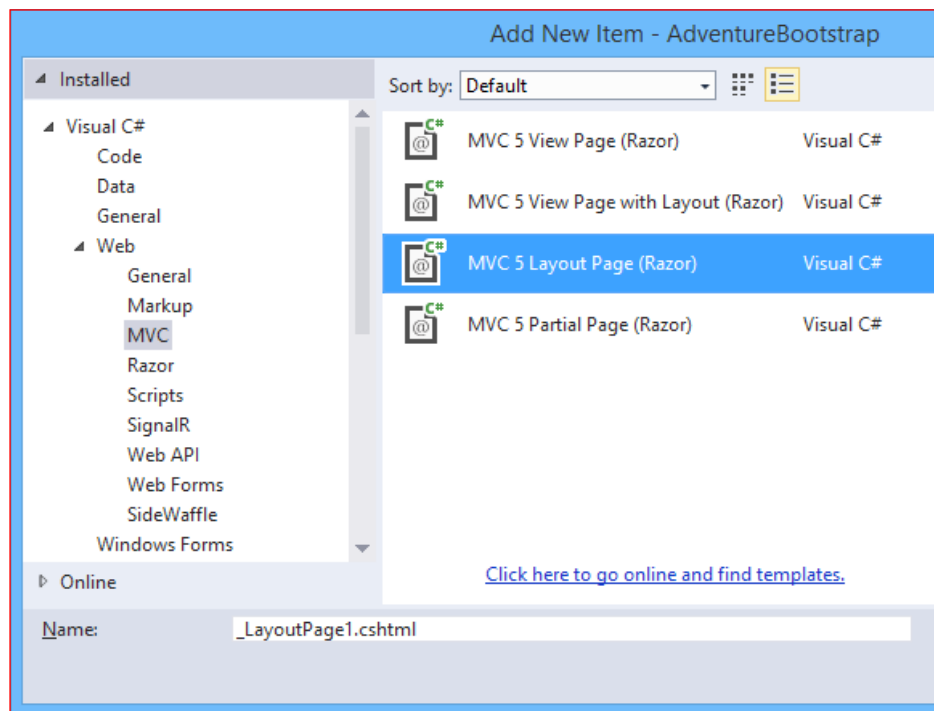 Add New Item - AdventureBootstrap
Installed
Sort by: Default
Visual C#
Code
Data
General
Web
General
Markup
MVC
Razor
Scripts
SignalR
Web API
Web Forms
SideWaffle
Windows Forms
Online
C# @ MVC 5 View Page (Razor) Visual C#
C# @ MVC 5 View Page with Layout (Razor) Visual C#
C# @ MVC 5 Layout Page (Razor) Visual C#
C# @ MVC 5 Partial Page (Razor) Visual C#
Click here to go online and find templates.
Name: _LayoutPage1.cshtml